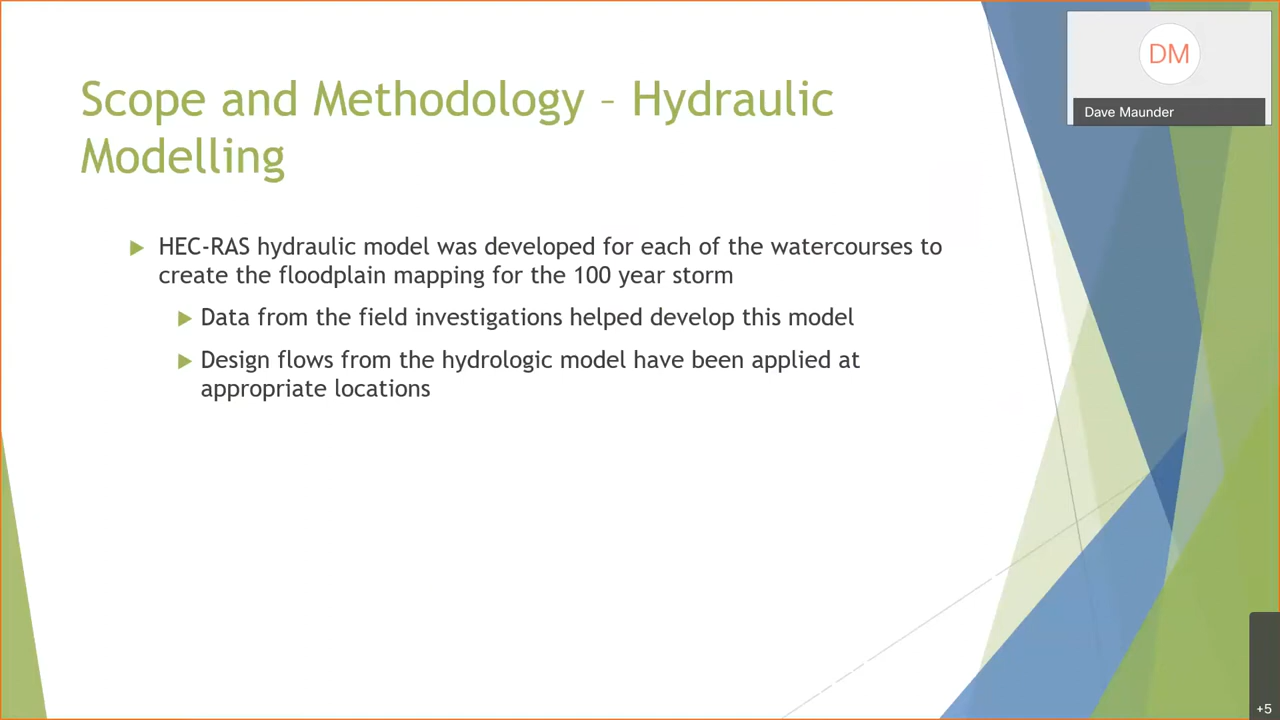 Scope and Methodology – Hydraulic
Modelling
HEC-RAS hydraulic model was developed for each of the watercourses to
create the floodplain mapping for the 100 year storm
Data from the field investigations helped develop this model
Design flows from the hydrologic model have been applied at
appropriate locations
DM
Dave Maunder
+5